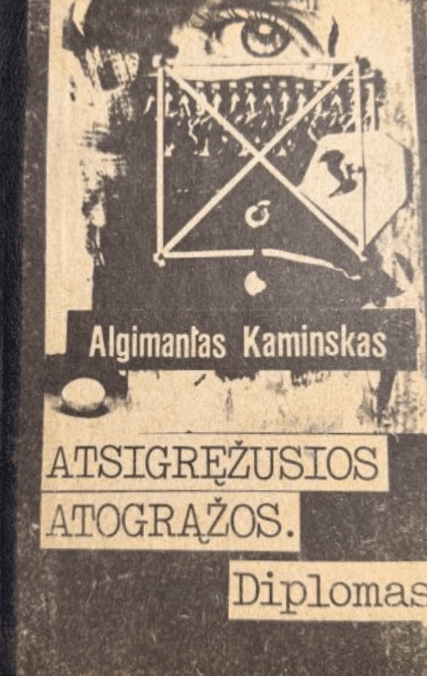 Algimantas Kaminskas
ATSIGRĘŽUSIOS
ATOGRĄŽOS.
Diplomas